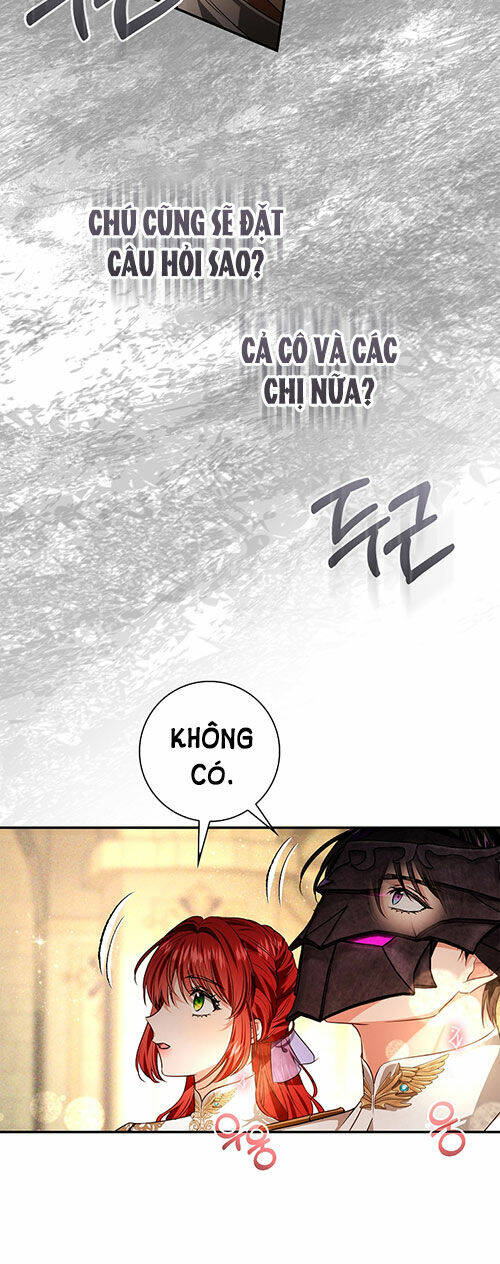 CHÚ CŨNG SẼ ĐẶT
CÂU HỎI SAO?
CẢ CÔ VÀ CÁC
CHỊ NỮA?
두근
KHÔNG
CÓ.